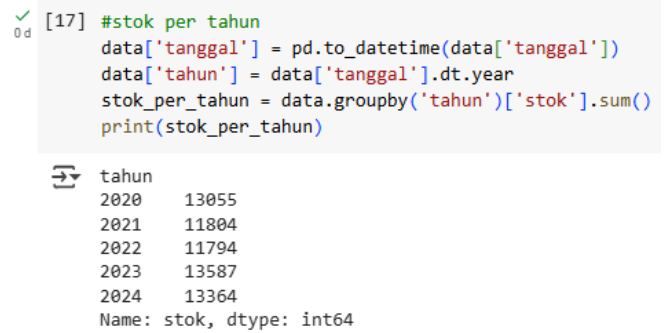 [17] #stok per tahun
0 d
data['tanggal'] = pd.to_datetime(data['tanggal'])
data['tahun'] = data['tanggal'].dt.year
stok_per_tahun = data.groupby('tahun')['stok'].sum()
print(stok_per_tahun)
tahun
2020    13055
2021    11804
2022    11794
2023    13587
2024    13364
Name: stok, dtype: int64